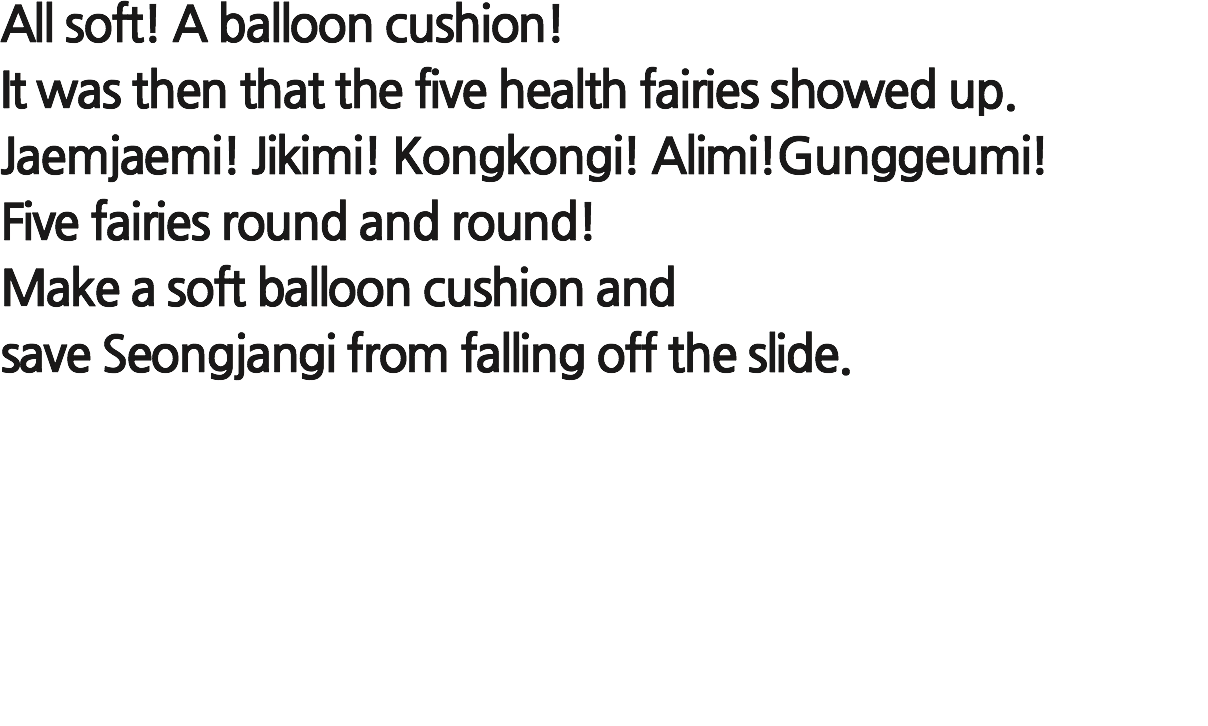 All soft! A balloon cushion!
It was then that the five health fairies showed up.
Jaemjaemi! Jikimi! Kongkongi! Alimi!Gunggeumi!
Five fairies round and round!
Make a soft balloon cushion and
save Seongjangi from falling off the slide.